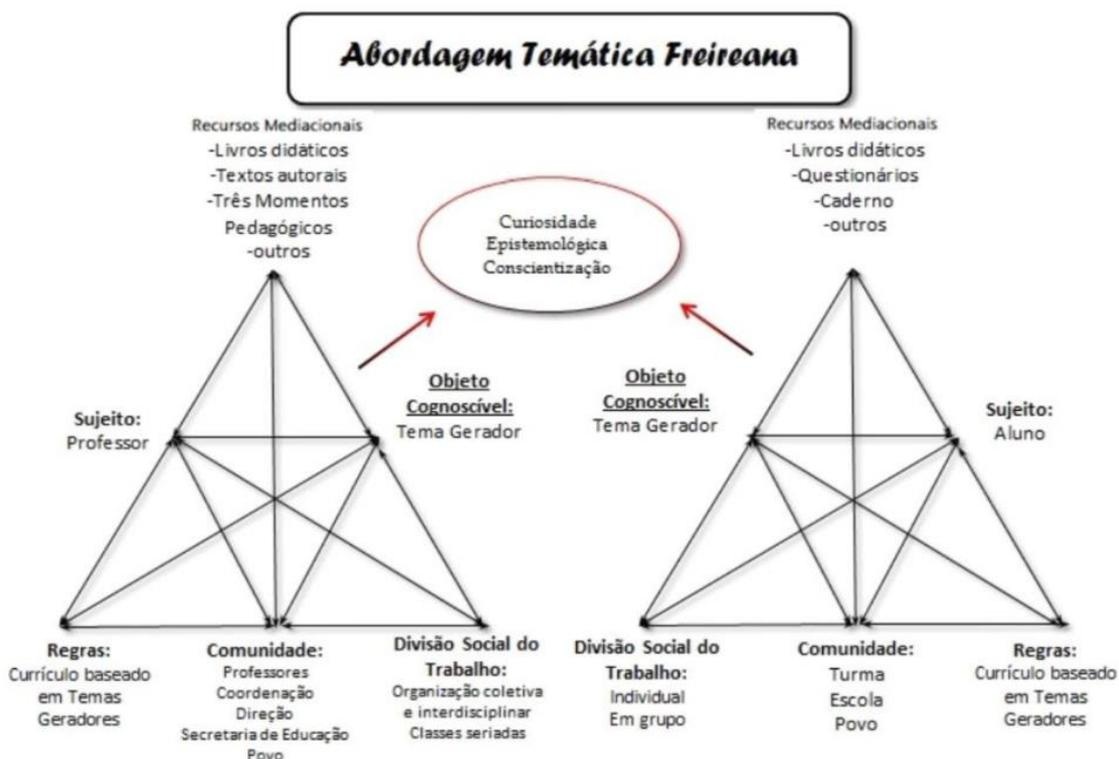 Abordagem Temática Freireana
Recursos Mediacionais
-Livros didáticos
-Textos autorais
-Três Momentos
Pedagógicos
-outros
Recursos Mediacionais
-Livros didáticos
-Questionários
-Caderno
-outros
Curiosidade
Epistemológica
Conscientização
Sujeito:
Professor
Objeto
Cognoscível:
Tema Gerador
Objeto
Cognoscível:
Tema Gerador
Sujeito:
Aluno
Regras:
Currículo baseado
em Temas
Geradores
Comunidade:
Professores
Coordenação
Direção
Secretaria de Educação
Povo
Divisão Social do
Trabalho:
Organização coletiva
e interdisciplinar
Classes seriadas
Divisão Social do
Trabalho:
Individual
Em grupo
Comunidade:
Turma
Escola
Povo
Regras:
Currículo baseado
em Temas
Geradores